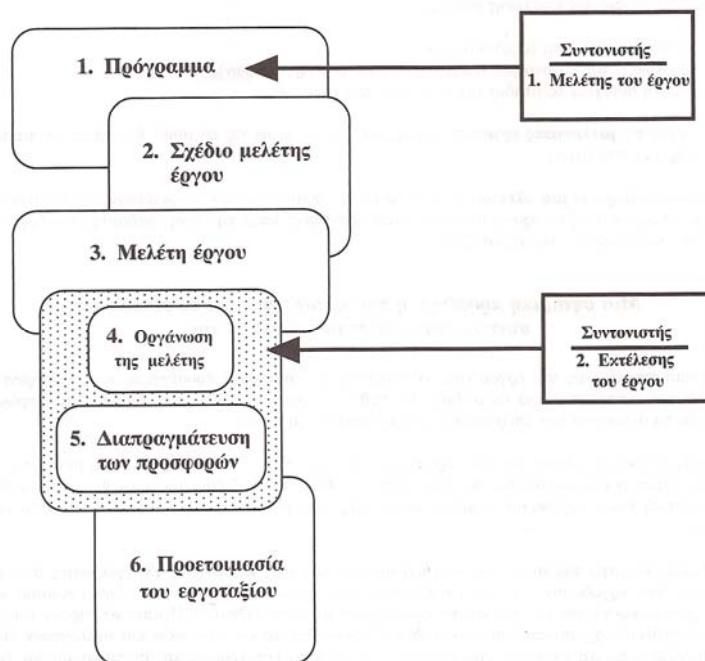 1. Πρόγραμμα
Συντονιστής
1. Μελέτης του έργου
2. Σχέδιο μελέτης
έργου
3. Μελέτη έργου
4. Οργάνωση
της μελέτης
Συντονιστής
2. Εκτέλεσης
του έργου
5. Διαπραγμάτευση
των προσφορών
6. Προετοιμασία
του εργοταξίου